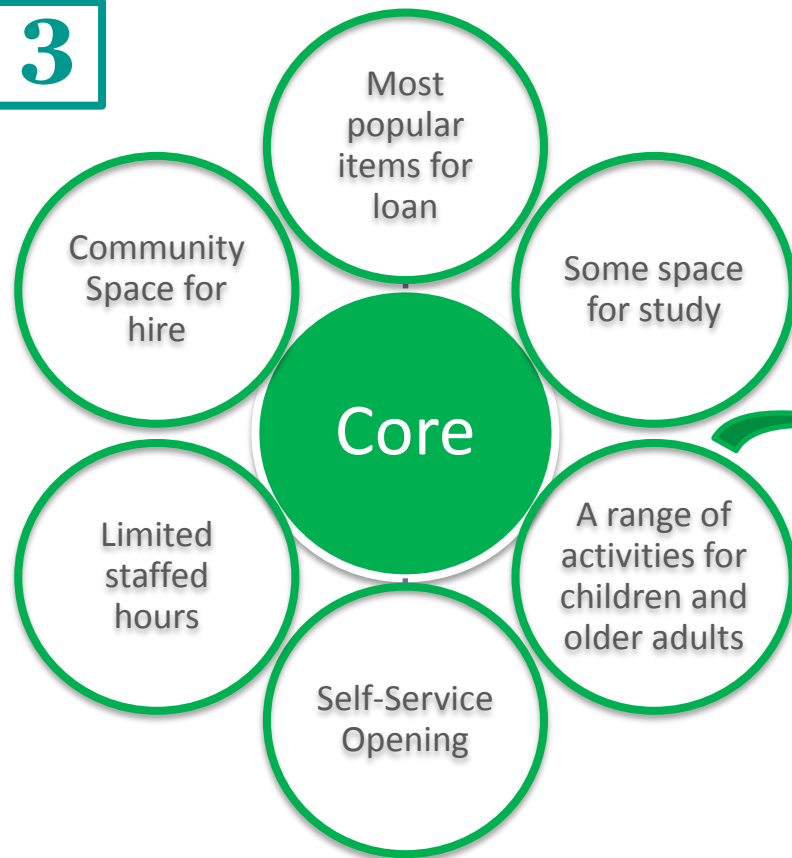 3
Most
popular
items for
loan
Some space
for study
A range of
activities for
children and
older adults
Self-Service
Opening
Limited
staffed
hours
Community
Space for
hire
Core